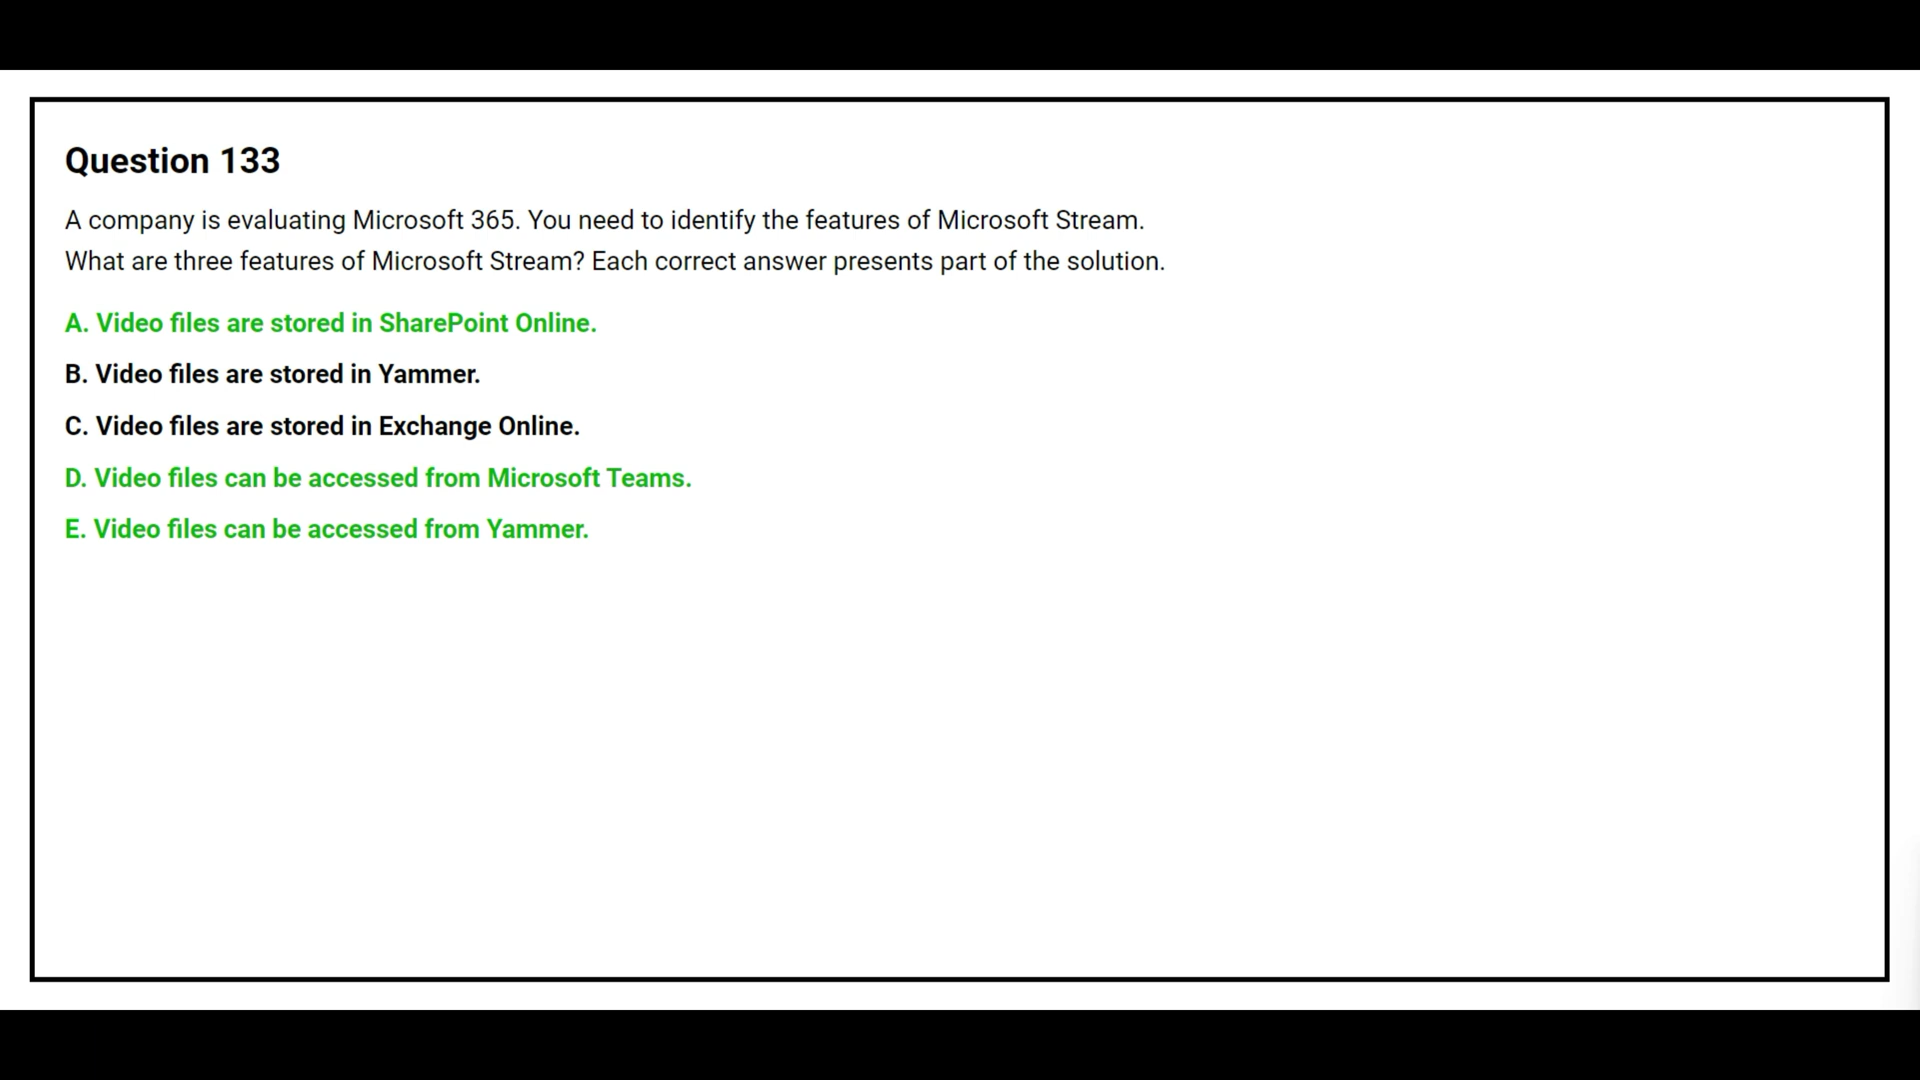 Question 133
A company is evaluating Microsoft 365. You need to identify the features of Microsoft Stream.
What are three features of Microsoft Stream? Each correct answer presents part of the solution.
A. Video files are stored in SharePoint Online.
B. Video files are stored in Yammer.
C. Video files are stored in Exchange Online.
D. Video files can be accessed from Microsoft Teams.
E. Video files can be accessed from Yammer.